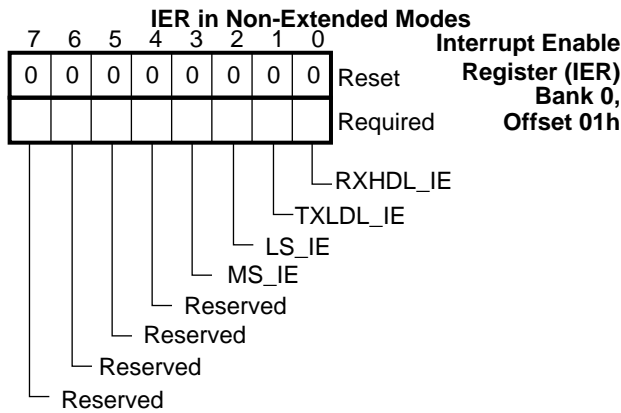 IER in Non-Extended Modes
7 6 5 4 3 2 1 0
Interrupt Enable
Register (IER)
Bank 0,
Offset 01h
0 0 0 0 0 0 0 0 Reset
Required
RXHDL_IE
TXLDL_IE
LS_IE
MS_IE
Reserved
Reserved
Reserved
Reserved